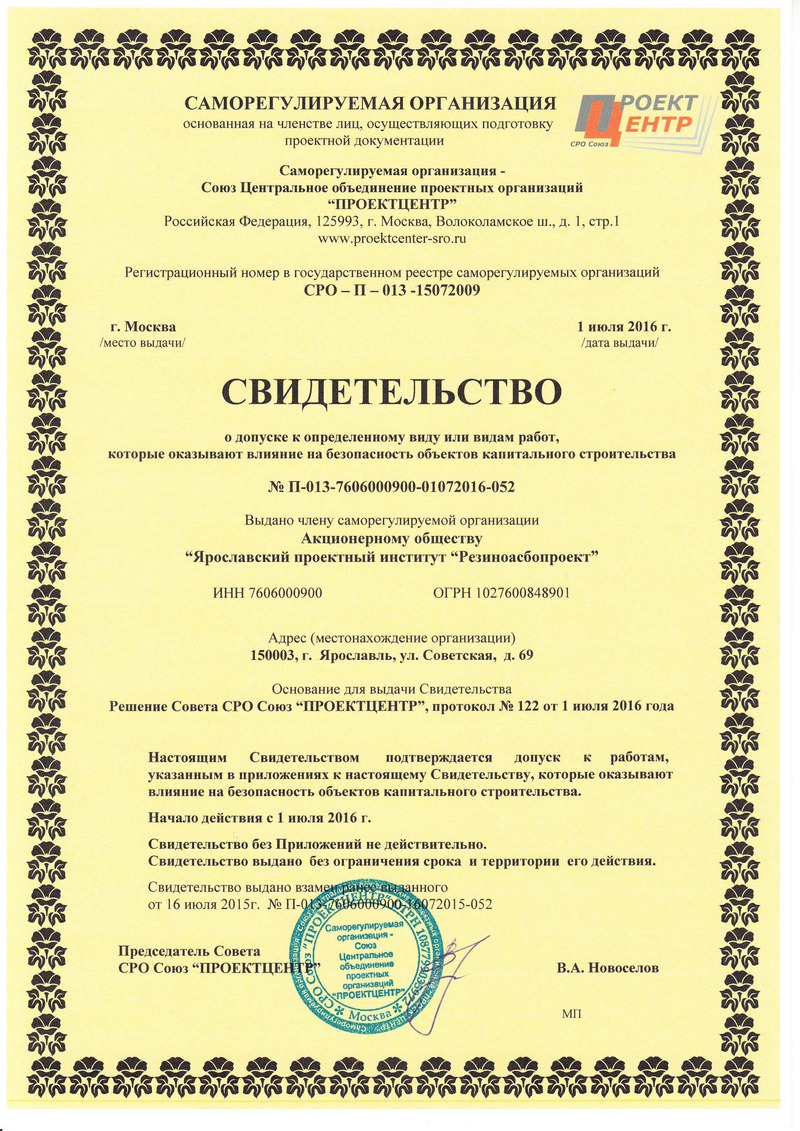 САМОРЕГУЛИРУЕМАЯ ОРГАНИЗАЦИЯ
основанная на членстве лиц, осуществляющих подготовку
проектной документации
ПРОЕКТ
ЦЕНТР
СРО Союз
Саморегулируемая организация -
Союз Центральное объединение проектных организаций
“ПРОЕКТЦЕНТР”
Российская Федерация, 125993, г. Москва, Волоколамское ш., д. 1, стр.1
www.proektcenter-sro.ru
Регистрационный номер в государственном реестре саморегулируемых организаций
СРО – П – 013 -15072009
г. Москва
/место выдачи/
1 июля 2016 г.
/дата выдачи/
СВИДЕТЕЛЬСТВО
о допуске к определенному виду или видам работ,
которые оказывают влияние на безопасность объектов капитального строительства
№ П-013-7606000900-01072016-052
Выдано члену саморегулируемой организации
Акционерному обществу
“Ярославский проектный институт “Резиноасбопроект”
ИНН 7606000900 ОГРН 1027600848901
Адрес (местонахождение организации)
150003, г. Ярославль, ул. Советская, д. 69
Основание для выдачи Свидетельства
Решение Совета СРО Союз “ПРОЕКТЦЕНТР”, протокол № 122 от 1 июля 2016 года
Настоящим Свидетельством подтверждается допуск к работам,
указанным в приложениях к настоящему Свидетельству, которые оказывают
влияние на безопасность объектов капитального строительства.
Начало действия с 1 июля 2016 г.
Свидетельство без Приложений не действительно.
Свидетельство выдано без ограничения срока и территории его действия.
Свидетельство выдано взамен ранее выданного
от 16 июля 2015г. № П-013-7606000900-16072015-052
Председатель Совета
СРО Союз “ПРОЕКТЦЕНТР”
В.А. Новоселов
МП
Саморегулируемая
организация -
Союз
Центральное
объединение
проектных
организаций
"ПРОЕКТЦЕНТР"
СРО Союз "ПРОЕКТЦЕНТР"
* Москва *